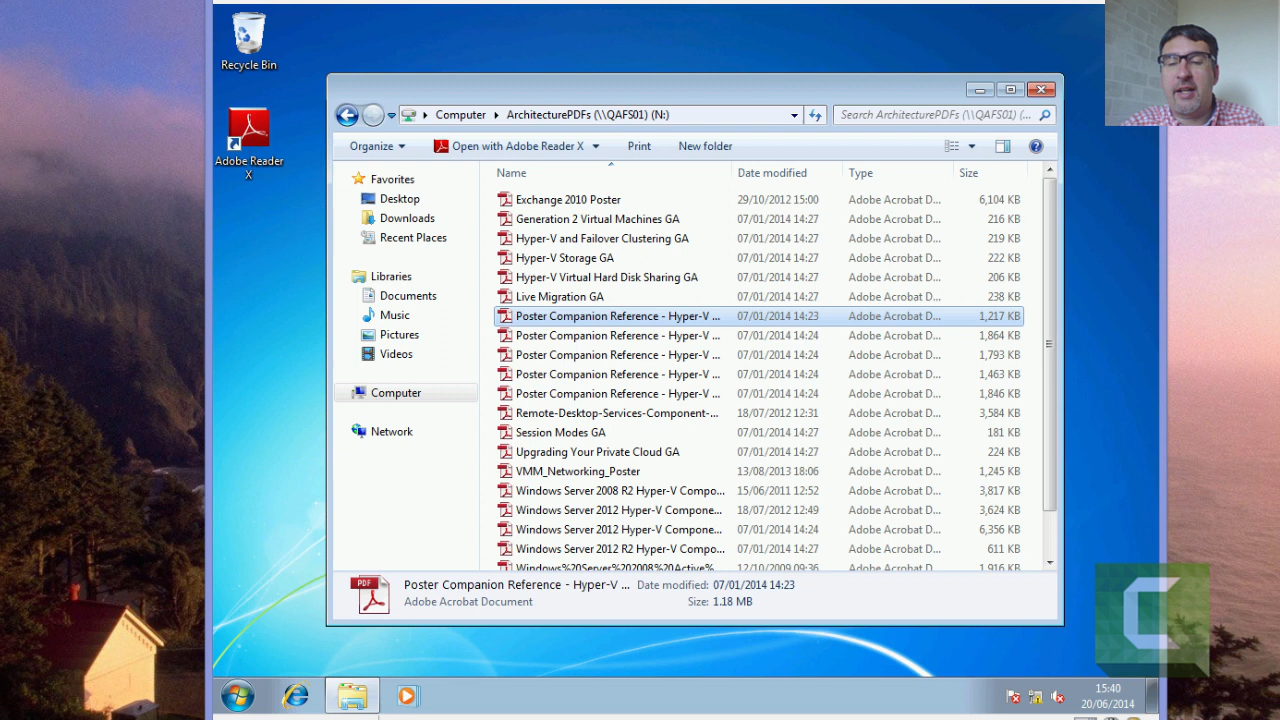 Recycle Bin
Adobe Reader
X
Computer ArchitecturePDFs (\\QAFS01) (N:)
Search ArchitecturePDFs (\\QAFS01) (...
Organize Open with Adobe Reader X Print New folder
Favorites
Desktop
Downloads
Recent Places
Libraries
Documents
Music
Pictures
Videos
Computer
Network
Name Date modified Type Size
Exchange 2010 Poster 29/10/2012 15:00 Adobe Acrobat D... 6,104 KB
Generation 2 Virtual Machines GA 07/01/2014 14:27 Adobe Acrobat D... 216 KB
Hyper-V and Failover Clustering GA 07/01/2014 14:27 Adobe Acrobat D... 219 KB
Hyper-V Storage GA 07/01/2014 14:27 Adobe Acrobat D... 222 KB
Hyper-V Virtual Hard Disk Sharing GA 07/01/2014 14:27 Adobe Acrobat D... 206 KB
Live Migration GA 07/01/2014 14:27 Adobe Acrobat D... 238 KB
Poster Companion Reference - Hyper-V ... 07/01/2014 14:23 Adobe Acrobat D... 1,217 KB
Poster Companion Reference - Hyper-V ... 07/01/2014 14:24 Adobe Acrobat D... 1,864 KB
Poster Companion Reference - Hyper-V ... 07/01/2014 14:24 Adobe Acrobat D... 1,793 KB
Poster Companion Reference - Hyper-V ... 07/01/2014 14:24 Adobe Acrobat D... 1,463 KB
Poster Companion Reference - Hyper-V ... 07/01/2014 14:24 Adobe Acrobat D... 1,846 KB
Remote-Desktop-Services-Component-... 18/07/2012 12:31 Adobe Acrobat D... 3,584 KB
Session Modes GA 07/01/2014 14:27 Adobe Acrobat D... 181 KB
Upgrading Your Private Cloud GA 07/01/2014 14:27 Adobe Acrobat D... 224 KB
VMM_Networking_Poster 13/08/2013 18:06 Adobe Acrobat D... 1,245 KB
Windows Server 2008 R2 Hyper-V Compo... 15/06/2011 12:52 Adobe Acrobat D... 3,817 KB
Windows Server 2012 Hyper-V Compone... 18/07/2012 12:49 Adobe Acrobat D... 3,624 KB
Windows Server 2012 Hyper-V Compone... 07/01/2014 14:24 Adobe Acrobat D... 6,356 KB
Windows Server 2012 R2 Hyper-V Compo... 07/01/2014 14:27 Adobe Acrobat D... 611 KB
Windows%20Server%202008%20Active%... 12/10/2009 09:36 Adobe Acrobat D... 1,916 KB
PDF
Poster Companion Reference - Hyper-V ... Date modified: 07/01/2014 14:23
Adobe Acrobat Document Size: 1.18 MB
15:40
20/06/2014